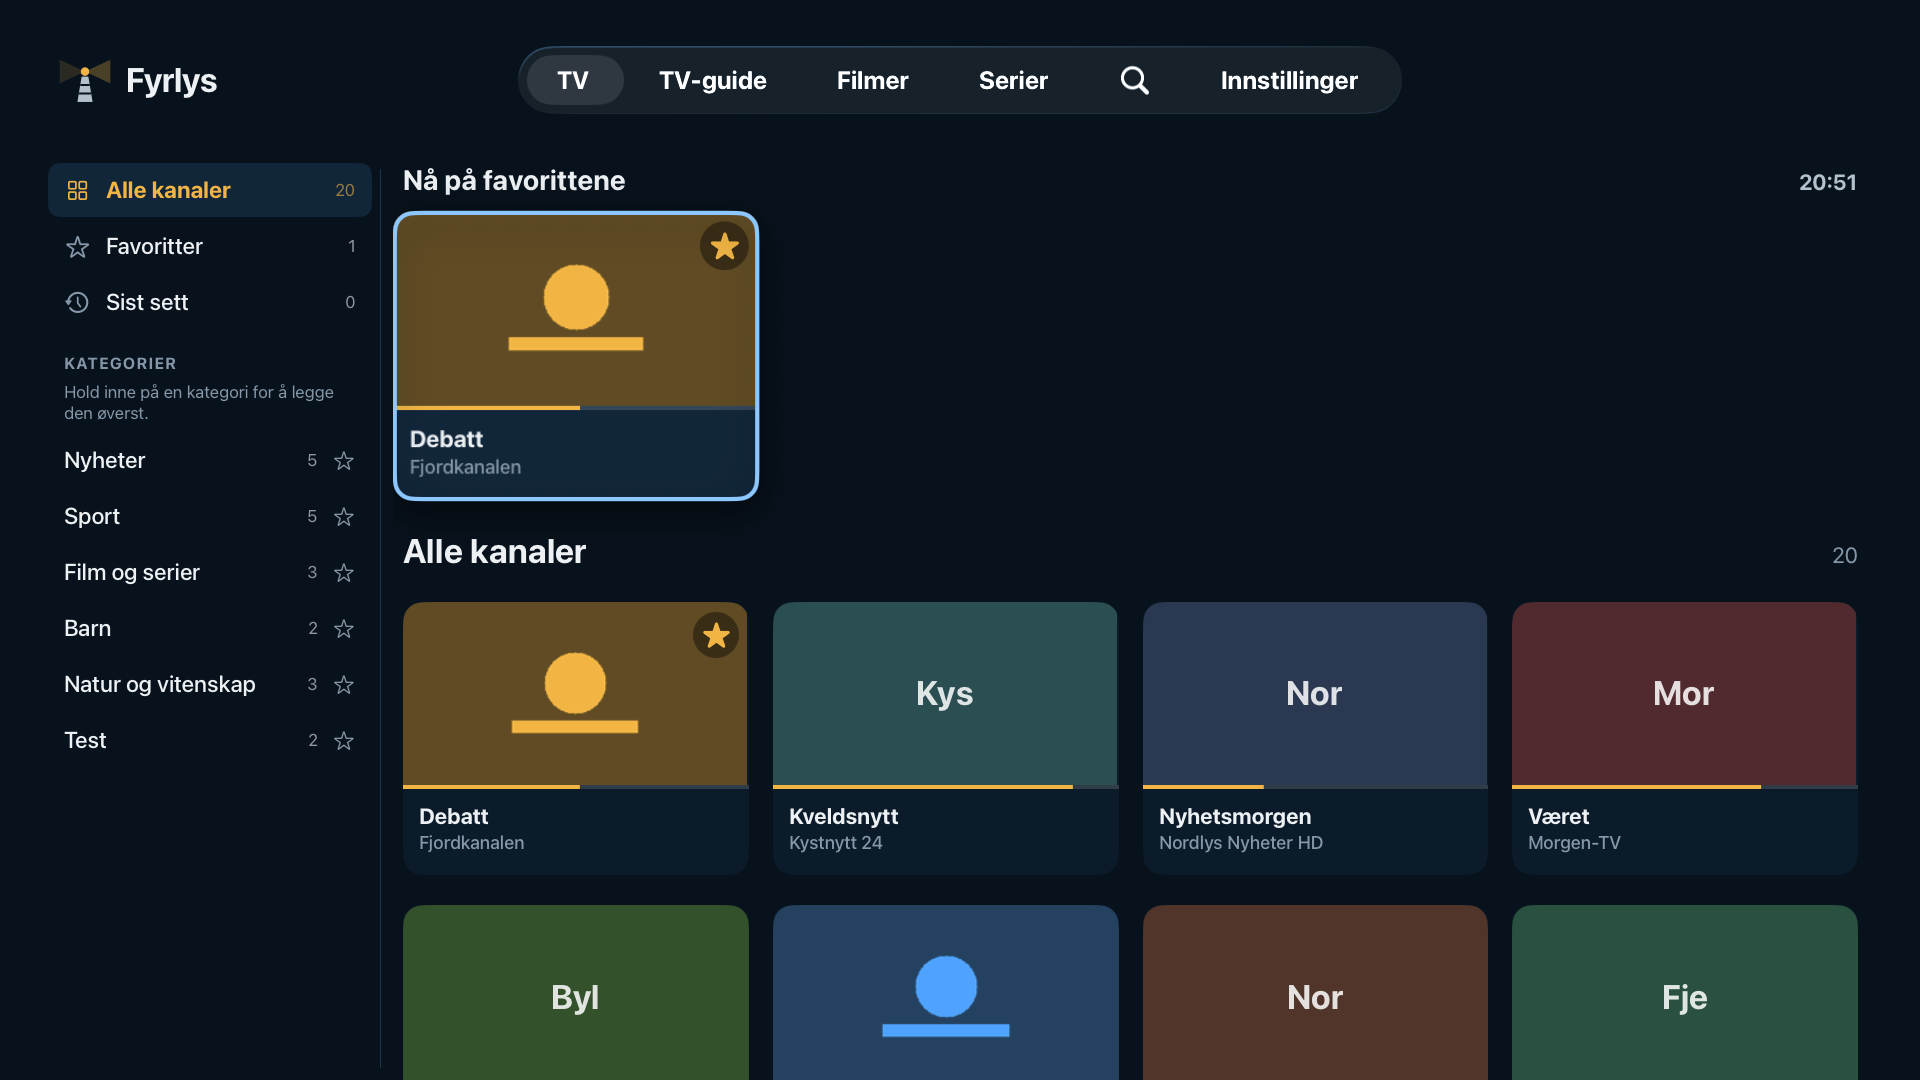 Fyrlys
TV
TV-guide
Filmer
Serier
Innstillinger
Alle kanaler 20
Favoritter 1
Sist sett 0
KATEGORIER
Hold inne på en kategori for å legge
den øverst.
Nyheter 5
Sport 5
Film og serier 3
Barn 2
Natur og vitenskap 3
Test 2
Nå på favorittene
20:51
Debatt
Fjordkanalen
Alle kanaler
20
Debatt
Fjordkanalen
Kys
Kveldsnytt
Kystnytt 24
Nor
Nyhetsmorgen
Nordlys Nyheter HD
Mor
Været
Morgen-TV
Byl
Nor
Fje